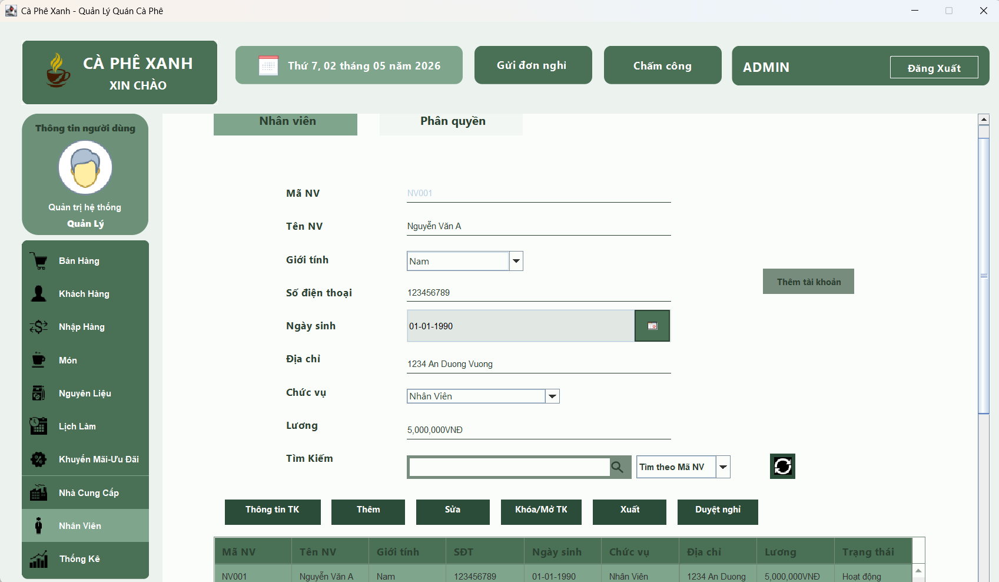 Cà Phê Xanh - Quản Lý Quán Cà Phê
CÀ PHÊ XANH
XIN CHÀO
Thứ 7, 02 tháng 05 năm 2026
Gửi đơn nghỉ
Chấm công
ADMIN
Đăng Xuất
Thông tin người dùng
Quản trị hệ thống
Quản Lý
Bán Hàng
Khách Hàng
Nhập Hàng
Món
Nguyên Liệu
Lịch Làm
Khuyến Mãi-Ưu Đãi
Nhà Cung Cấp
Nhân Viên
Thống Kê
Nhân viên
Phân quyền
Mã NV
NV001
Tên NV
Nguyễn Văn A
Giới tính
Nam
Số điện thoại
123456789
Ngày sinh
01-01-1990
Địa chỉ
1234 An Duong Vuong
Chức vụ
Nhân Viên
Lương
5,000,000VNĐ
Thêm tài khoản
Tìm Kiếm
Tìm theo Mã NV
Thông tin TK
Thêm
Sửa
Khóa/Mở TK
Xuất
Duyệt nghỉ
Mã NV Tên NV Giới tính SĐT Ngày sinh Chức vụ Địa chỉ Lương Trạng thái
NV001 Nguyễn Văn A Nam 123456789 01-01-1990 Nhân Viên 1234 An Duong 5,000,000VNĐ Hoạt động